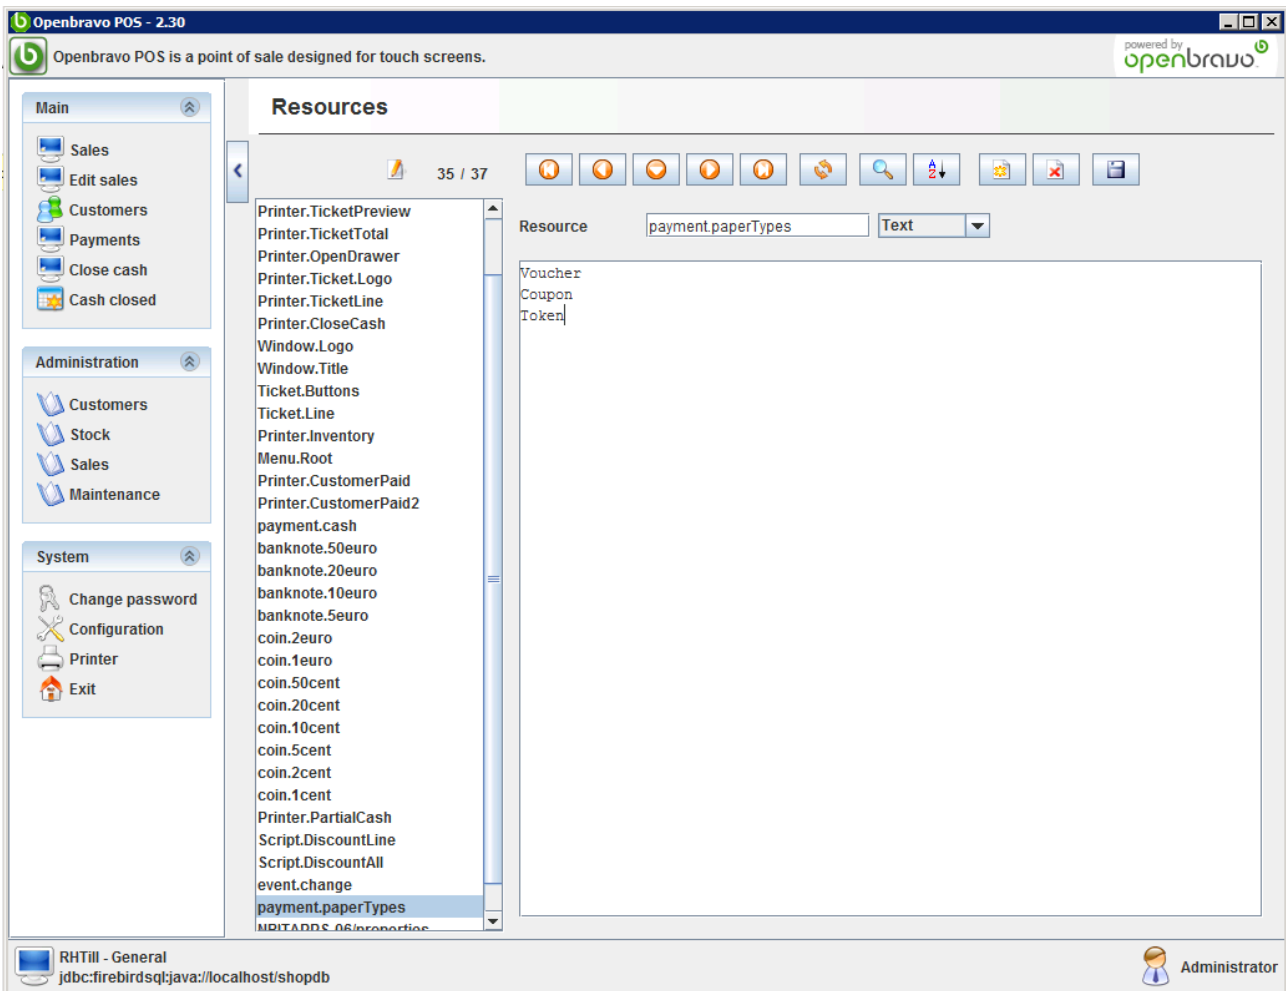 Openbravo POS - 2.30
Openbravo POS is a point of sale designed for touch screens.
powered by
openbravo
Main
Sales
Edit sales
Customers
Payments
Close cash
Cash closed
Administration
Customers
Stock
Sales
Maintenance
System
Change password
Configuration
Printer
Exit
Resources
35 / 37
Printer.TicketPreview
Printer.TicketTotal
Printer.OpenDrawer
Printer.Ticket.Logo
Printer.TicketLine
Printer.CloseCash
Window.Logo
Window.Title
Ticket.Buttons
Ticket.Line
Printer.Inventory
Menu.Root
Printer.CustomerPaid
Printer.CustomerPaid2
payment.cash
banknote.50euro
banknote.20euro
banknote.10euro
banknote.5euro
coin.2euro
coin.1euro
coin.50cent
coin.20cent
coin.10cent
coin.5cent
coin.2cent
coin.1cent
Printer.PartialCash
Script.DiscountLine
Script.DiscountAll
event.change
payment.paperTypes
Resource
payment.paperTypes
Text
Voucher
Coupon
Token
RHTill - General
jdbc:firebirdsql:java://localhost/shopdb
Administrator